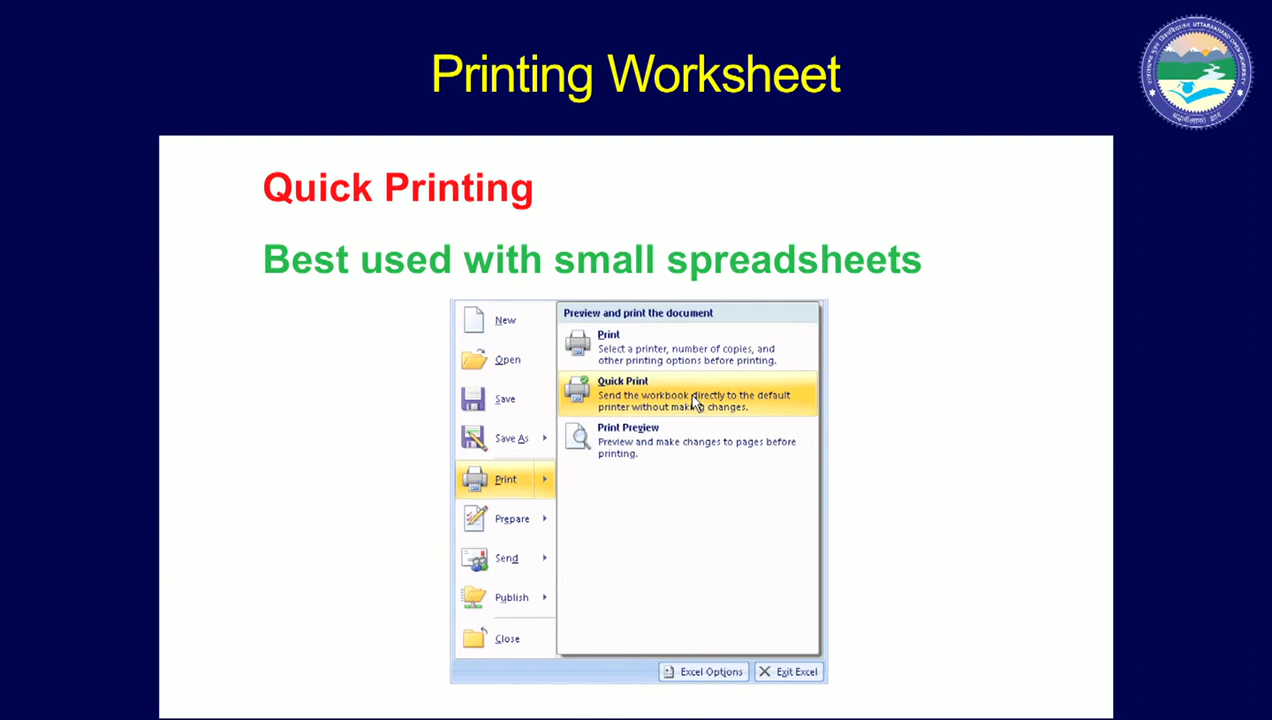 Printing Worksheet
UTTARAKHAND OPEN UNIVERSITY
Quick Printing
Best used with small spreadsheets
New
Open
Save
Save As
Print
Prepare
Send
Publish
Close
Preview and print the document
Print
Select a printer, number of copies, and
other printing options before printing.
Quick Print
Send the workbook directly to the default
printer without changes.
Print Preview
Preview and make changes to pages before
printing.
Excel Options
Exit Excel